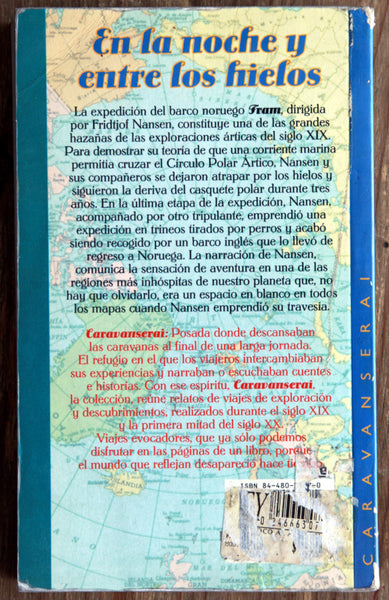 En la noche y
entre los hielos
La expedición del barco noruego Fram, dirigida
por Fridtjof Nansen, constituye una de las grandes
hazañas de las exploraciones árticas del siglo XIX.
Para demostrar su teoría de que una corriente marina
permitía cruzar el Círculo Polar Ártico, Nansen y
sus compañeros se dejaron atrapar por los hielos y
siguieron la deriva del casquete polar durante tres
años. En la última etapa de la expedición, Nansen,
acompañado por otro tripulante, emprendió una
expedición en trineos tirados por perros y acabó
siendo recogido por un barco inglés que lo llevó de
regreso a Noruega. La narración de Nansen,
comunica la sensación de aventura en una de las
regiones más inhóspitas de nuestro planeta que, no
hay que olvidarlo, era un espacio en blanco en todos
los mapas cuando Nansen emprendió su travesía.
Caravanserai: Posada donde descansaban
las caravanas al final de una larga jornada.
El refugio en el que los viajeros intercambiaban
sus experiencias y narraban o escuchaban cuentos
e historias. Con ese espíritu, Caravanserai,
la colección, reúne relatos de viajes de exploración
y descubrimientos, realizados durante el siglo XIX
y la primera mitad del siglo XX.
Viajes evocadores, que ya sólo podemos
disfrutar en las páginas de un libro, porque
el mundo que reflejan desapareció hace
ISBN 84-480-
CARAVANSERAI